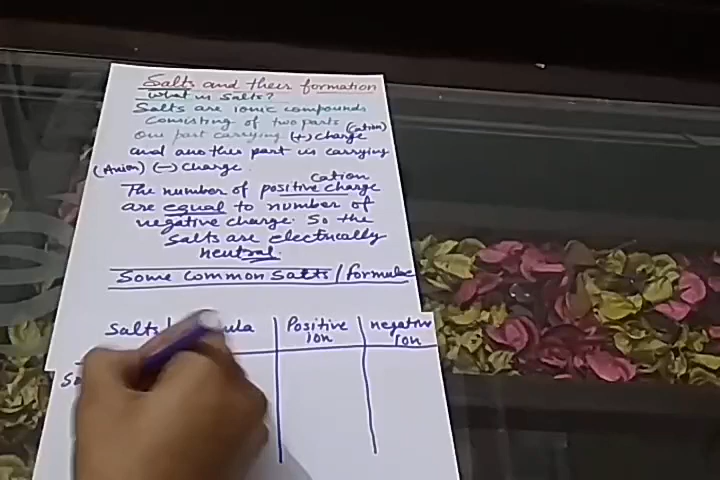 Salts and their formation
What is Salts?
Salts are ionic compounds
Consisting of two parts
One part carrying (+) charge (Cation)
and another part is carrying
(Anion) (-) charge.
cation
The number of positive charge
are equal to number of
negative charge. So the
Salts are electrically
neutral.
Some common salts / formulae
Salts | ula | Positive ion | negative ion
So